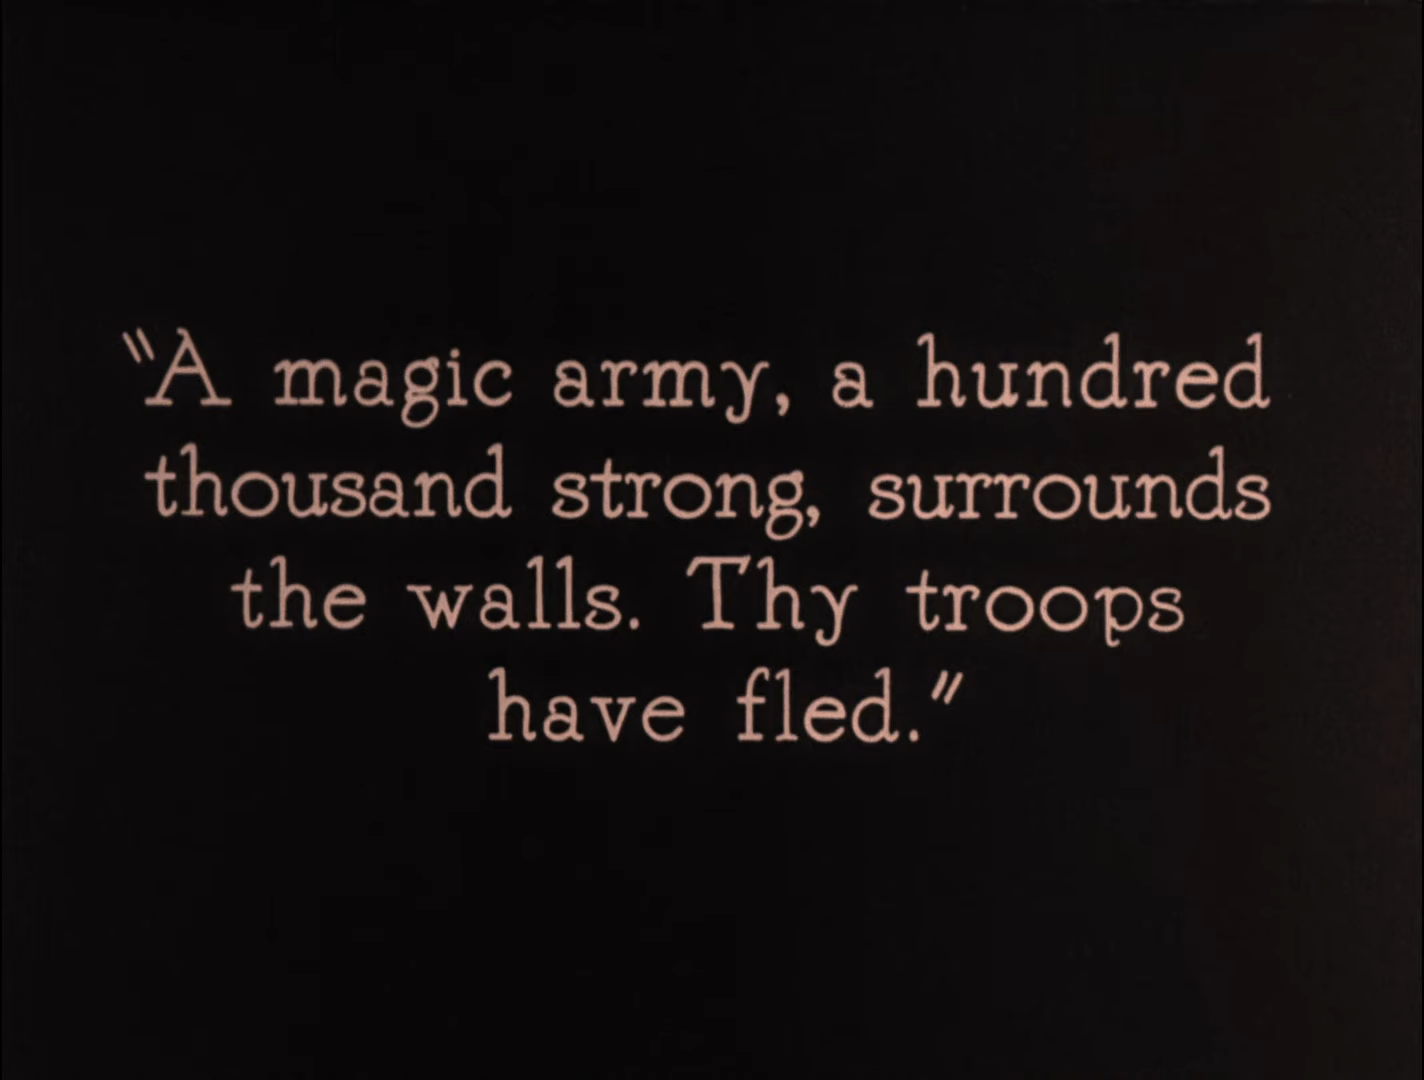 "A magic army, a hundred
thousand strong, surrounds
the walls. Thy troops
have fled."